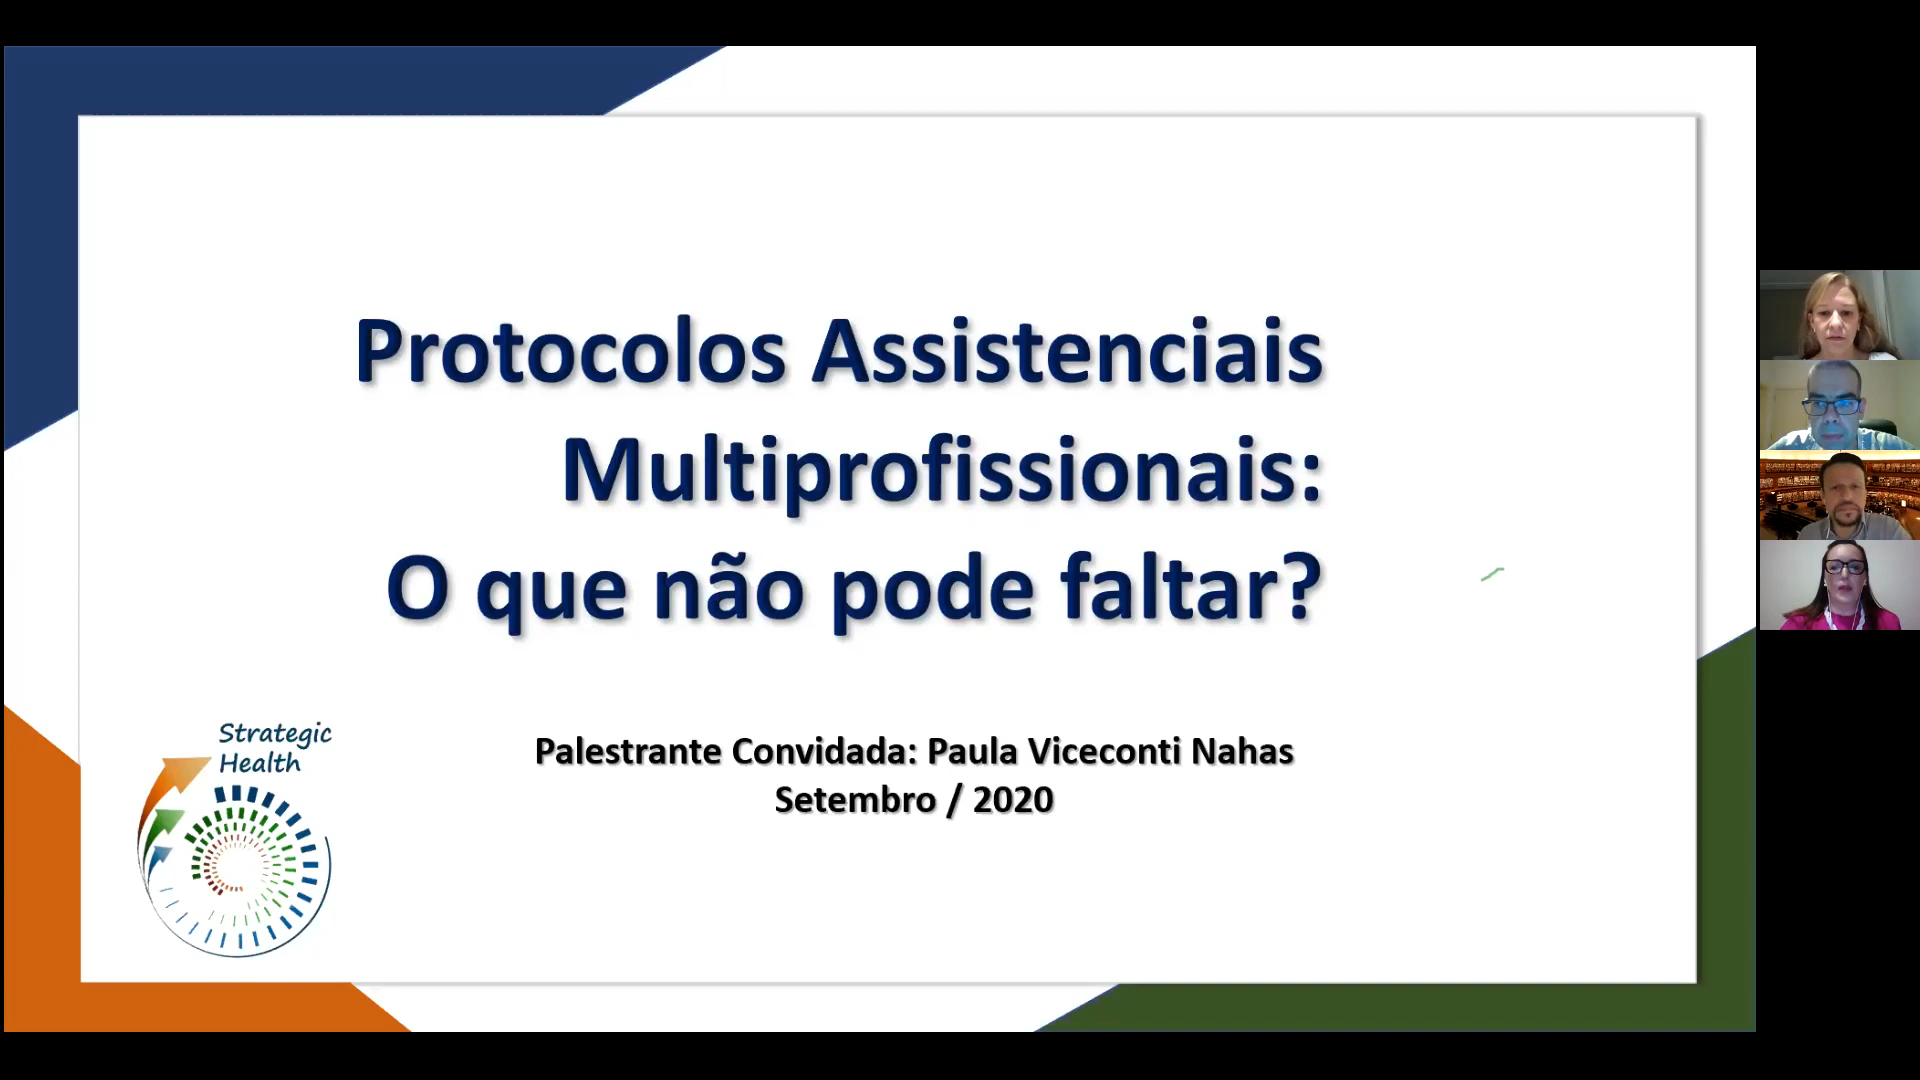 Protocolos Assistenciais
Multiprofissionais:
O que não pode faltar?
Strategic
Health
Palestrante Convidada: Paula Viceconti Nahas
Setembro / 2020